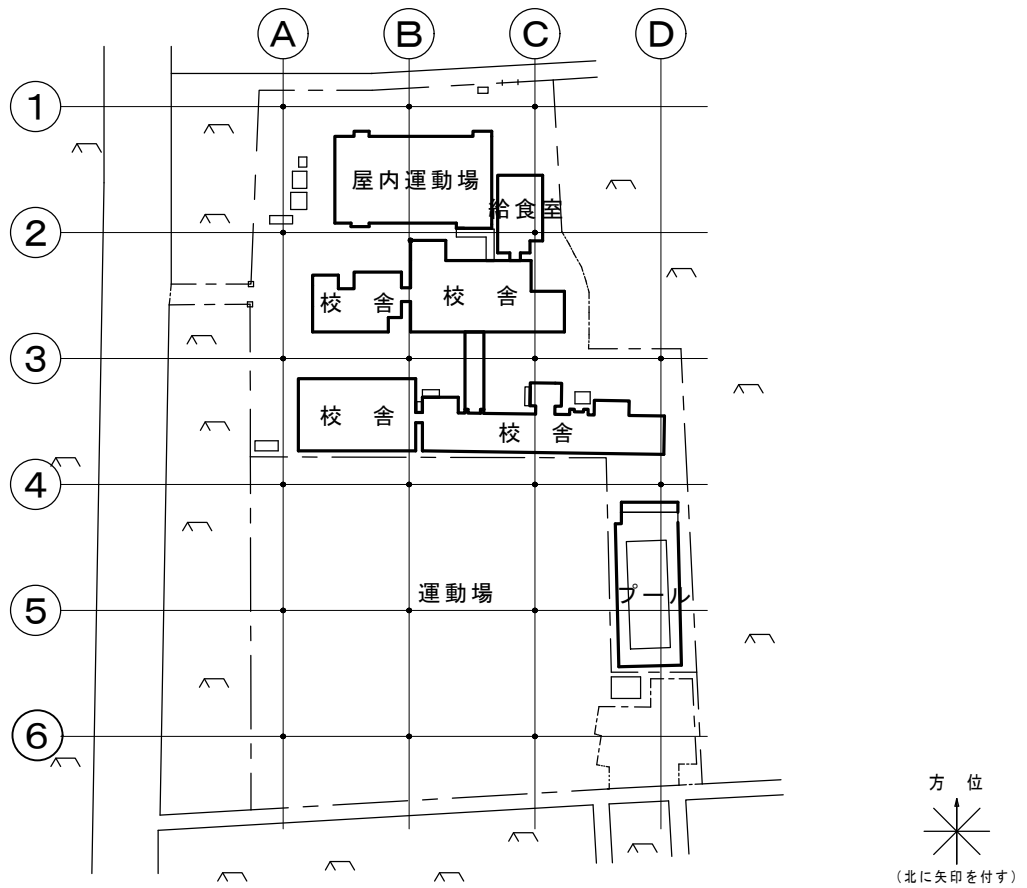 A B C D
1
屋内運動場
給食室
2
校 舎
校 舎
3
校 舎
校 舎
4
運動場
プール
5
6
方 位
(北に矢印を付す)